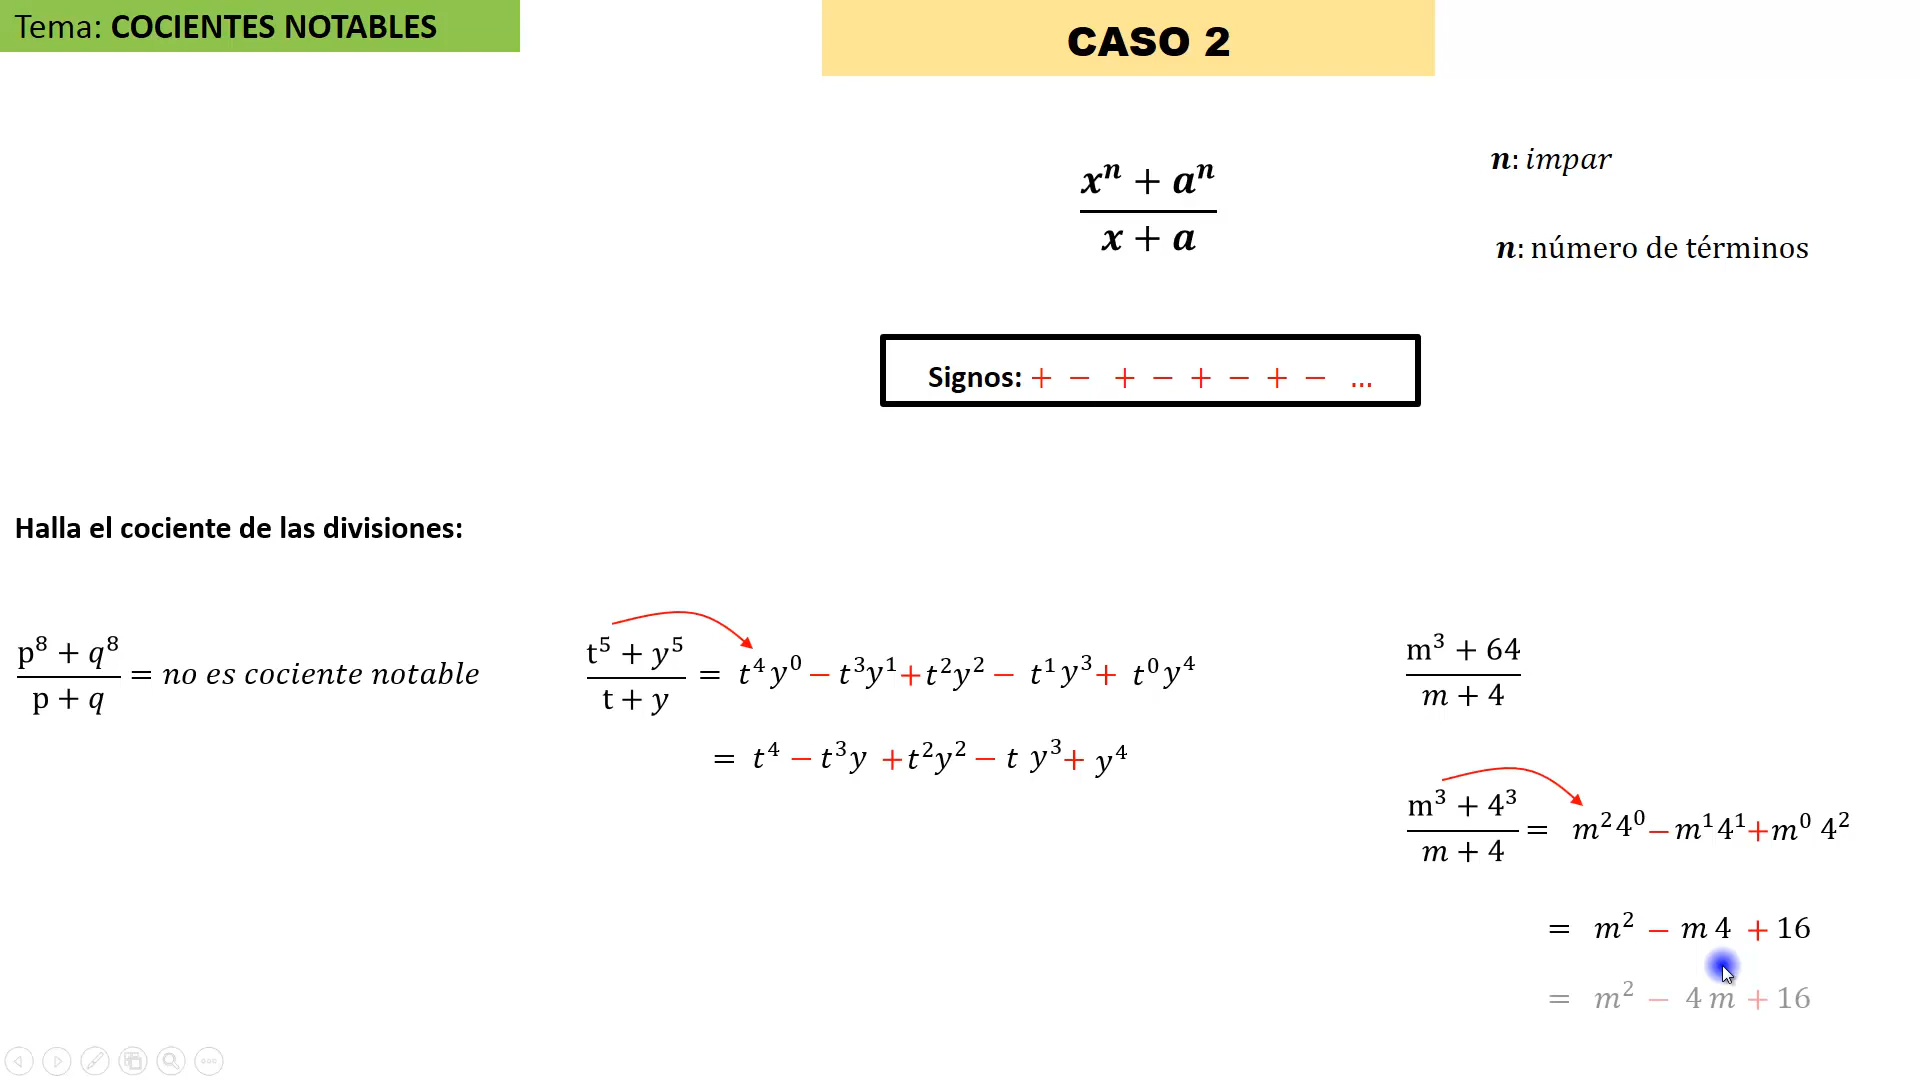 Tema: COCIENTES NOTABLES
CASO 2
n: impar
xⁿ + aⁿ
x + a
n: número de términos
Signos: + − + − + − + − ...
Halla el cociente de las divisiones:
p⁸ + q⁸
p + q
= no es cociente notable
t⁵ + y⁵
t + y
= t⁴y⁰ − t³y¹ + t²y² − t¹y³ + t⁰y⁴
= t⁴ − t³y + t²y² − t y³ + y⁴
m³ + 64
m + 4
m³ + 4³
m + 4
= m²4⁰ − m¹4¹ + m⁰ 4²
= m² − m 4 + 16
= m² − 4 m + 16